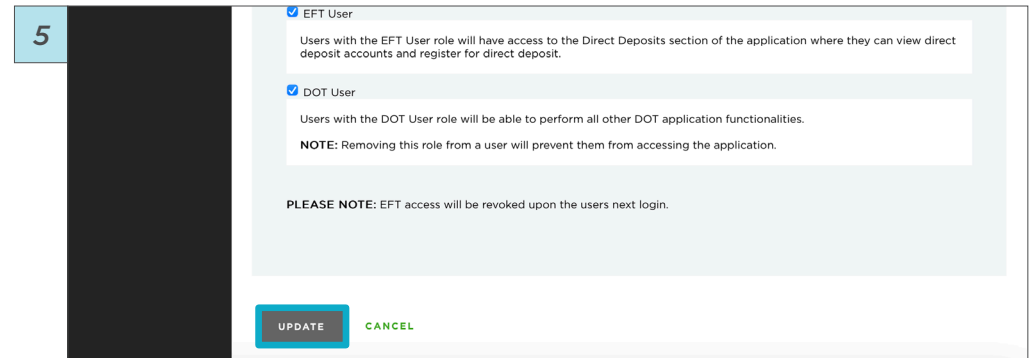 5
EFT User
Users with the EFT User role will have access to the Direct Deposits section of the application where they can view direct
deposit accounts and register for direct deposit.
DOT User
Users with the DOT User role will be able to perform all other DOT application functionalities.
NOTE: Removing this role from a user will prevent them from accessing the application.
PLEASE NOTE: EFT access will be revoked upon the users next login.
UPDATE CANCEL